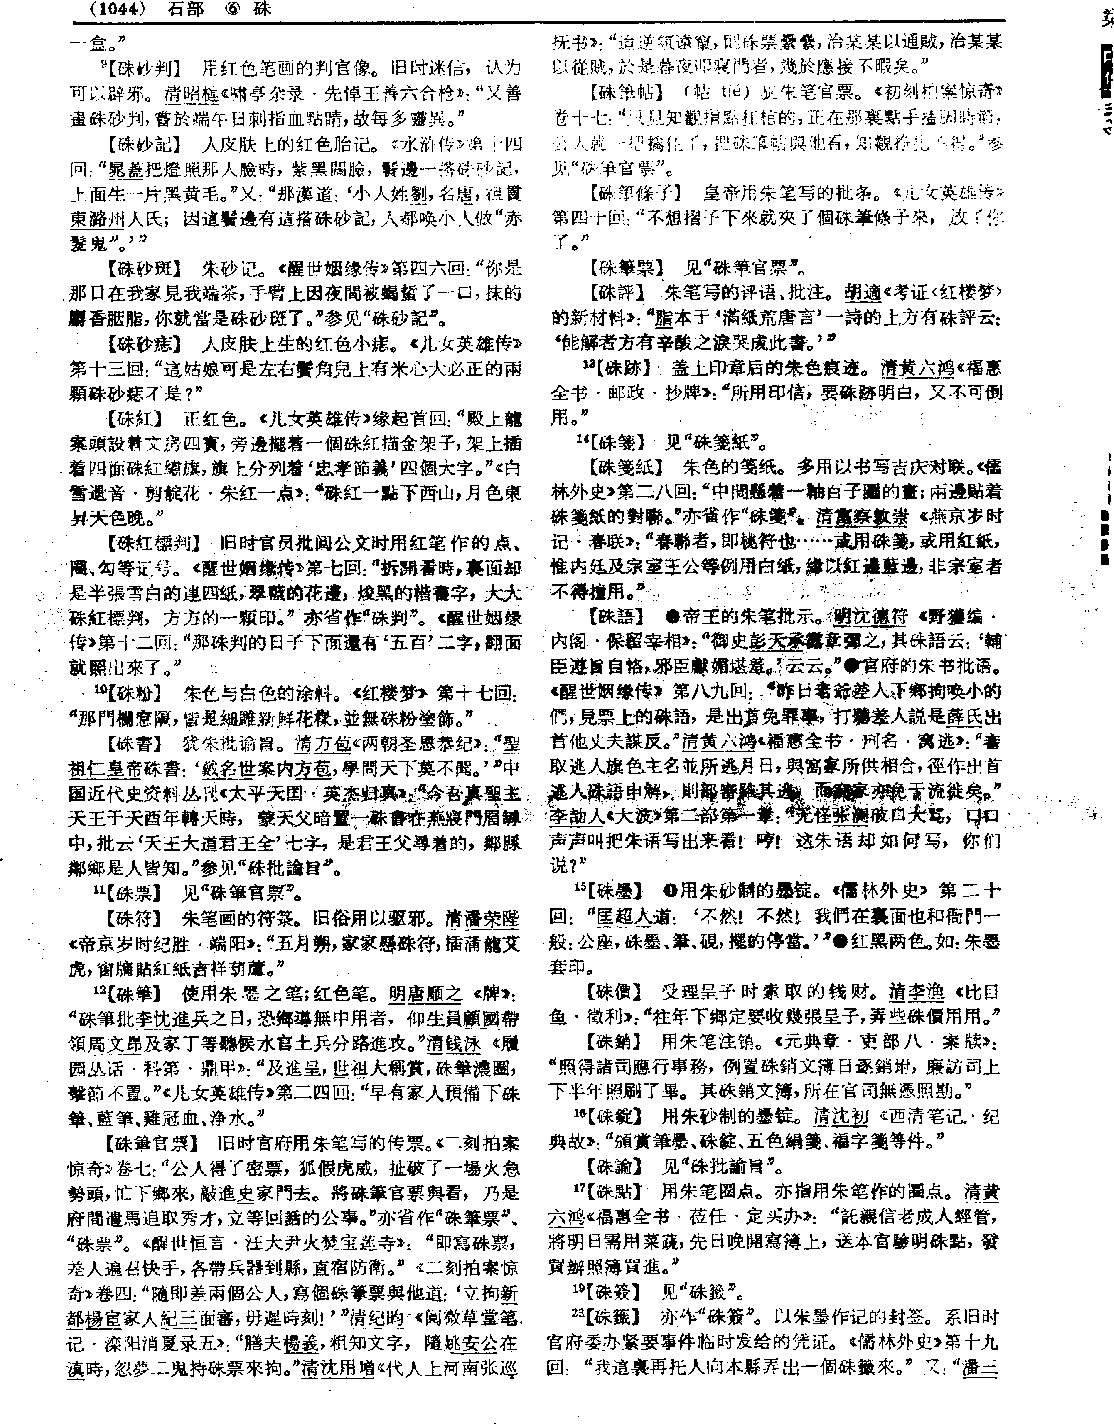 (1044) 石部 ⑥ 硃
一盒。”
⁹【硃砂判】 用红色笔画的判官像。旧时迷信，认为
可以辟邪。清昭梿《啸亭杂录·先悼王善六合枪》：“又善
畫硃砂判，嘗於端午日刺指血點睛，故每多靈異。”
【硃砂記】 人皮肤上的红色胎记。《水浒传》第十四
回：“晁蓋把燈照那人臉時，紫黑闊臉，鬢邊一搭硃砂記，
上面生一片黑黄毛。”又：“那漢道：‘小人姓劉，名唐，祖貫
東潞州人氏；因這鬢邊有這搭硃砂記，人都唤小人做“赤
髮鬼”。’”
【硃砂斑】 朱砂记。《醒世姻缘传》第四六回：“你是
那日在我家見我端茶，手臂上因夜間被蝎蜇了一口，抹的
麝香胭脂，你就當是硃砂斑了。”参见“硃砂記”。
【硃砂痣】 人皮肤上生的红色小痣。《儿女英雄传》
第十三回：“這姑娘可是左右鬢角兒上有米心大必正的兩
顆硃砂痣不是？”
【硃紅】 正红色。《儿女英雄传》缘起首回：“殿上龍
案頭設着文房四寶，旁邊擺着一個硃紅描金架子，架上插
着四面硃紅繡旗，旗上分列着‘忠孝節義’四個大字。”《白
雪遗音·剪靛花·朱红一点》：“硃紅一點下西山，月色東
昇大色晚。”
【硃紅標判】 旧时官员批阅公文时用红笔作的点、
圈、勾等记号。《醒世姻缘传》第七回：“拆開看時，裏面却
是半張雪白的連四紙，翠藍的花邊，焌黑的楷書字，大大
硃紅標判，方方的一顆印。”亦省作“硃判”。《醒世姻缘
传》第十二回：“那硃判的日子下面還有‘五百’二字，翻面
就照出來了。”
¹⁰【硃粉】 朱色与白色的涂料。《红楼梦》第十七回：
“那門欄窓隔，皆是細雕新鮮花樣，並無硃粉塗飾。”
【硃書】 犹朱批谕旨。清方苞《两朝圣恩恭纪》：“聖
祖仁皇帝硃書：‘戴名世案内方苞，學問天下莫不聞。’”中
国近代史资料丛刊《太平天国·英杰归真》：“今吾真聖主
天王于天酉年轉天時，蒙天父暗置一硃書在燕寢門眉罅
中，批云‘天王大道君王全’七字，是君王父尋着的，鄰縣
鄰鄉是人皆知。”参见“硃批諭旨”。
¹¹【硃票】 见“硃筆官票”。
【硃符】 朱笔画的符箓。旧俗用以驱邪。清潘荣陛
《帝京岁时纪胜·端阳》：“五月朔，家家懸硃符，插蒲龍艾
虎，窗牖貼紅紙吉祥葫蘆。”
¹²【硃筆】 使用朱墨之笔；红色笔。明唐顺之《牌》：
“硃筆批李忱進兵之日，恐鄉導無中用者，仰生員顧國帶
領周文昂及家丁等聽候水官土兵分路進攻。”清钱泳《履
园丛话·科第·鼎甲》：“及進呈，世祖大稱賞，硃筆濃圈，
擊節不置。”《儿女英雄传》第二四回：“早有家人預備下硃
筆、藍筆、雞冠血、净水。”
【硃筆官票】 旧时官府用朱笔写的传票。《二刻拍案
惊奇》卷七：“公人得了密票，狐假虎威，扯破了一場火急
勢頭，忙下鄉來，敲進史家門去。將硃筆官票與看，乃是
府間遣馬追取秀才，立等回話的公事。”亦省作“硃筆票”、
“硃票”。《醒世恒言·汪大尹火焚宝莲寺》：“即寫硃票，
差人遍召快手，各帶兵器到縣，直宿防衛。”《二刻拍案惊
奇》卷四：“隨即差兩個公人，寫個硃筆票與他道：‘立拘新
都楊宦家人紀三面審，毋遲時刻！’”清纪昀《阅微草堂笔
记·滦阳消夏录五》：“膳夫楊義，粗知文字，隨姚安公在
滇時，忽夢二鬼持硃票來拘。”清沈用增《代人上河南张巡
抚书》：“迨逆氛遠竄，
以從賊，於是昏夜叩寢門者，幾於應接不暇矣。”
【硃筆帖】 （帖 tiě） 硃笔官票。《初刻拍案惊奇》
卷十七：“只見知觀指點扛棺的，正在那裏點手畫脚時節，
公人就一把擒住了，把硃筆帖與他看，知觀挣扎不得。”参
见“硃筆官票”。
【硃筆條子】 皇帝用朱笔写的批条。《儿女英雄传》
第四十回：“不想摺子下來就夾了個硃筆條子來，放了你
了。”
【硃筆票】 见“硃筆官票”。
【硃評】 朱笔写的评语、批注。胡適《考证〈红楼梦〉
的新材料》：“脂本于‘滿紙荒唐言’一詩的上方有硃評云：
‘能解者方有辛酸之淚哭成此書。’”
¹³【硃跡】 盖上印章后的朱色痕迹。清黄六鸿《福惠
全书·邮政·抄牌》：“所用印信，要硃跡明白，又不可倒
用。”
¹⁴【硃箋】 见“硃箋紙”。
【硃箋紙】 朱色的笺纸。多用以书写吉庆对联。《儒
林外史》第二八回：“中間懸着一軸百子圖的畫；兩邊貼着
硃箋紙的對聯。”亦省作“硃箋”。清富察敦崇《燕京岁时
记·春联》：“春聯者，即桃符也……或用硃箋，或用紅紙，
惟内廷及宗室王公等例用白紙，緣以紅邊藍邊，非宗室者
不得擅用。”
【硃語】 ❶帝王的朱笔批示。明沈德符《野獲编·
内阁·保留宰相》：“御史彭天承露章彈之，其硃語云：‘輔
臣遵旨自恪，邪臣獻媚堪羞。’云云。”❷官府的朱书批语。
《醒世姻缘传》第八九回：“昨日老爺差人下鄉拘唤小的
們，見票上的硃語，是出首免罪事，打聽差人説是薛氏出
首他丈夫謀反。”清黄六鸿《福惠全书·刑名·窝逃》：“審
取逃人旗色主名並所逃月日，與窩家所供相合，徑作出首
逃人硃語申解，則部審雖其逃，而窩家亦免于流徙矣。”
李劼人《大波》第二部第一章：“无怪张澜破口大骂，口口
声声叫把朱语写出来看！哼！这朱语却如何写，你们
说？”
¹⁵【硃墨】 ❶用朱砂制的墨锭。《儒林外史》第二十
回：“匡超人道：‘不然！不然！我們在裏面也和衙門一
般：公座，硃墨、筆、硯，擺的停當。’”❷红黑两色。如：朱墨
套印。
【硃價】 受理呈子时索取的钱财。清李渔《比目
鱼·征利》：“往年下鄉定要收幾張呈子，弄些硃價用用。”
【硃銷】 用朱笔注销。《元典章·吏部八·案牍》：
“照得諸司應行事務，例置硃銷文簿日逐銷附，廉訪司上
下半年照刷了畢。其硃銷文簿，所在官司無憑照勘。”
¹⁶【硃錠】 用朱砂制的墨锭。清沈初《西清笔记·纪
典故》：“頒賞筆墨、硃錠、五色絹箋、福字箋等件。”
【硃諭】 见“硃批諭旨”。
¹⁷【硃點】 用朱笔圈点。亦指用朱笔作的圈点。清黄
六鸿《福惠全书·莅任·定买办》：“託親信老成人經管，
將明日需用菜蔬，先日晚開寫簿上，送本官驗明硃點，發
買辦照簿買進。”
¹⁹【硃簽】 见“硃籤”。
²³【硃籤】 亦作“硃簽”。以朱墨作记的封签。系旧时
官府委办紧要事件临时发给的凭证。《儒林外史》第十九
回：“我這裏再托人向本縣弄出一個硃籤來。”又：“潘三